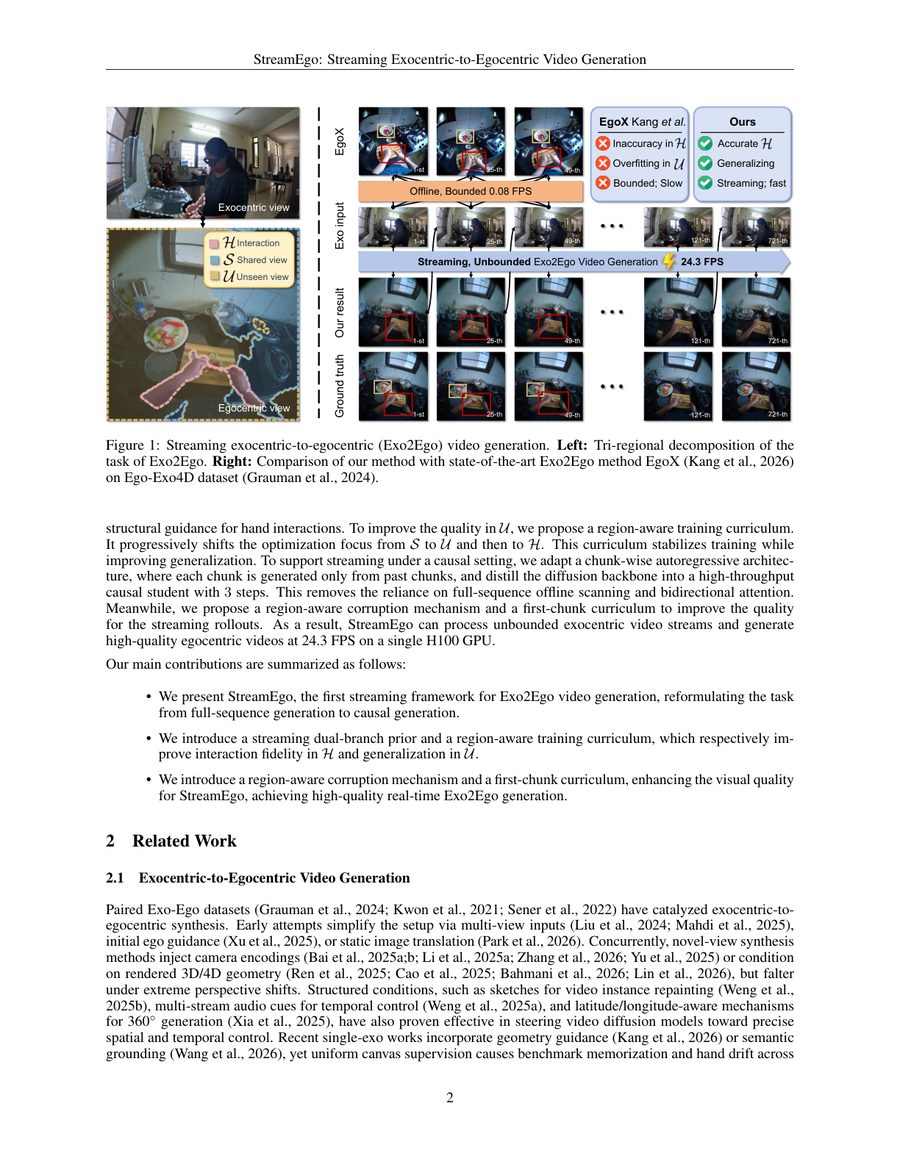 StreamEgo: Streaming Exocentric-to-Egocentric Video Generation
Exocentric view
ℋ Interaction
𝒮 Shared view
𝒰 Unseen view
Egocentric view
EgoX
1-st
25-th
49-th
EgoX Kang et al.
Inaccuracy in ℋ
Overfitting in 𝒰
Bounded; Slow
Ours
Accurate ℋ
Generalizing
Streaming; fast
Offline, Bounded 0.08 FPS
Exo input
1-st
25-th
49-th
121-th
721-th
Streaming, Unbounded Exo2Ego Video Generation ⚡ 24.3 FPS
Our result
1-st
25-th
49-th
121-th
721-th
Ground truth
1-st
25-th
49-th
121-th
721-th
Figure 1: Streaming exocentric-to-egocentric (Exo2Ego) video generation. Left: Tri-regional decomposition of the
task of Exo2Ego. Right: Comparison of our method with state-of-the-art Exo2Ego method EgoX (Kang et al., 2026)
on Ego-Exo4D dataset (Grauman et al., 2024).
structural guidance for hand interactions. To improve the quality in 𝒰, we propose a region-aware training curriculum.
It progressively shifts the optimization focus from 𝒮 to 𝒰 and then to ℋ. This curriculum stabilizes training while
improving generalization. To support streaming under a causal setting, we adapt a chunk-wise autoregressive architec-
ture, where each chunk is generated only from past chunks, and distill the diffusion backbone into a high-throughput
causal student with 3 steps. This removes the reliance on full-sequence offline scanning and bidirectional attention.
Meanwhile, we propose a region-aware corruption mechanism and a first-chunk curriculum to improve the quality
for the streaming rollouts. As a result, StreamEgo can process unbounded exocentric video streams and generate
high-quality egocentric videos at 24.3 FPS on a single H100 GPU.
Our main contributions are summarized as follows:
• We present StreamEgo, the first streaming framework for Exo2Ego video generation, reformulating the task
from full-sequence generation to causal generation.
• We introduce a streaming dual-branch prior and a region-aware training curriculum, which respectively im-
prove interaction fidelity in ℋ and generalization in 𝒰.
• We introduce a region-aware corruption mechanism and a first-chunk curriculum, enhancing the visual quality
for StreamEgo, achieving high-quality real-time Exo2Ego generation.
2 Related Work
2.1 Exocentric-to-Egocentric Video Generation
Paired Exo-Ego datasets (Grauman et al., 2024; Kwon et al., 2021; Sener et al., 2022) have catalyzed exocentric-to-
egocentric synthesis. Early attempts simplify the setup via multi-view inputs (Liu et al., 2024; Mahdi et al., 2025),
initial ego guidance (Xu et al., 2025), or static image translation (Park et al., 2026). Concurrently, novel-view synthesis
methods inject camera encodings (Bai et al., 2025a;b; Li et al., 2025a; Zhang et al., 2026; Yu et al., 2025) or condition
on rendered 3D/4D geometry (Ren et al., 2025; Cao et al., 2025; Bahmani et al., 2026; Lin et al., 2026), but falter
under extreme perspective shifts. Structured conditions, such as sketches for video instance repainting (Weng et al.,
2025b), multi-stream audio cues for temporal control (Weng et al., 2025a), and latitude/longitude-aware mechanisms
for 360° generation (Xia et al., 2025), have also proven effective in steering video diffusion models toward precise
spatial and temporal control. Recent single-exo works incorporate geometry guidance (Kang et al., 2026) or semantic
grounding (Wang et al., 2026), yet uniform canvas supervision causes benchmark memorization and hand drift across
2